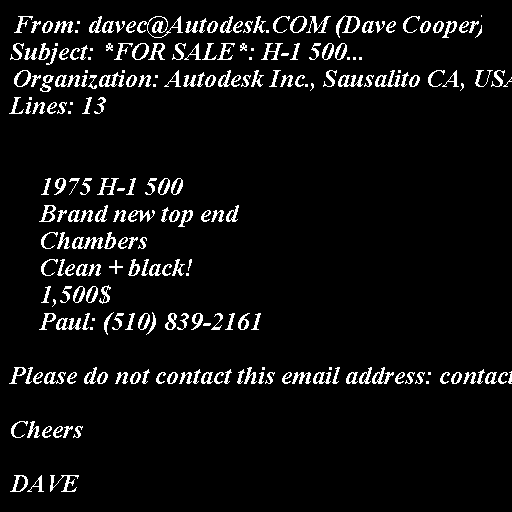 From: davec@Autodesk.COM (Dave Cooper)
Subject: *FOR SALE*: H-1 500...
Organization: Autodesk Inc., Sausalito CA, USA
Lines: 13
1975 H-1 500
Brand new top end
Chambers
Clean + black!
1,500$
Paul: (510) 839-2161
Please do not contact this email address: contact
Cheers
DAVE